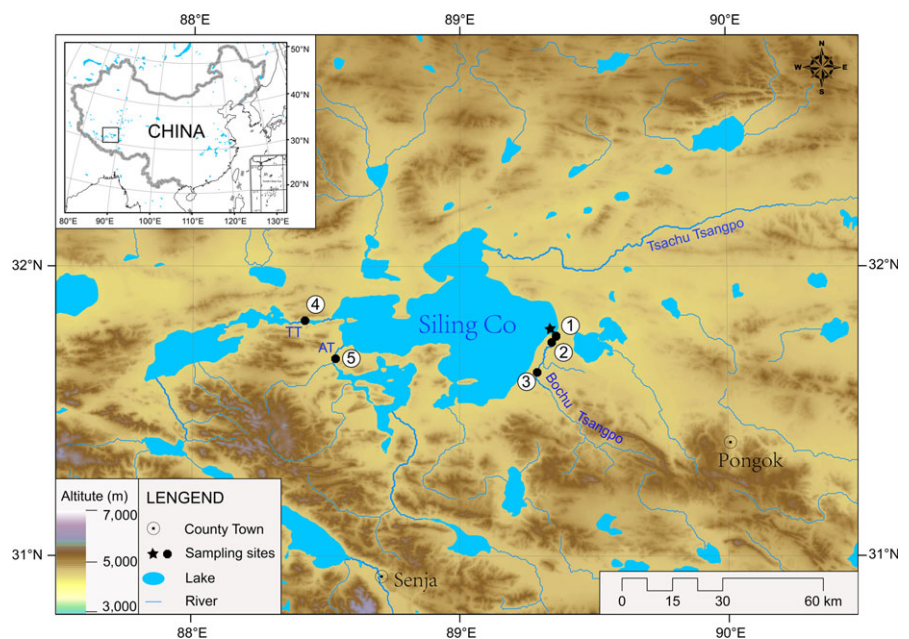 88°E 89°E 90°E
50°N
40°N
30°N
20°N
CHINA
80°E 90°E 100°E 110°E 120°E 130°E
N
W E
S
32°N 32°N
Tsachu Tsangpo
4
TT
Siling Co
1
2
AT
5
3
Bochu Tsangpo
Pongok
Altitute (m)
7,000
5,000
3,000
LENGEND
County Town
Sampling sites
Lake
River
31°N 31°N
Senja
0 15 30 60 km
88°E 89°E 90°E